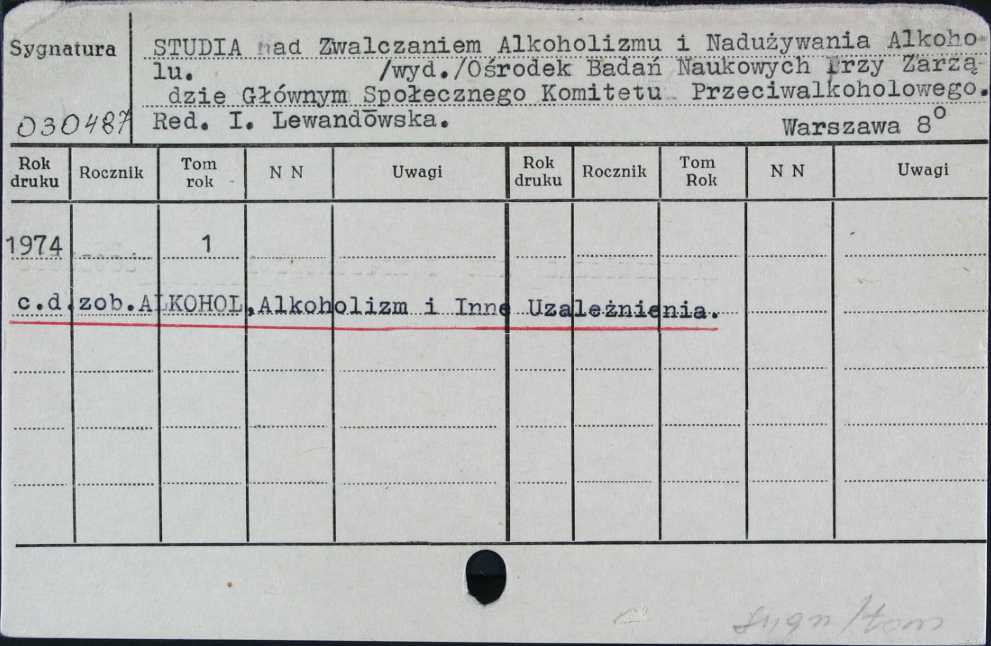 Sygnatura
STUDIA nad Zwalczaniem Alkoholizmu i Nadużywania Alkoho-
lu. /wyd./Ośrodek Badań Naukowych Przy Zarzą-
dzie Głównym Społecznego Komitetu Przeciwalkoholowego.
030487 Red. I. Lewandowska. Warszawa 8°
Rok druku Rocznik Tom rok N N Uwagi Rok druku Rocznik Tom Rok N N Uwagi
1974 1
c.d. zob. ALKOHOL, Alkoholizm i Inne Uzależnienia.
sygn/tom